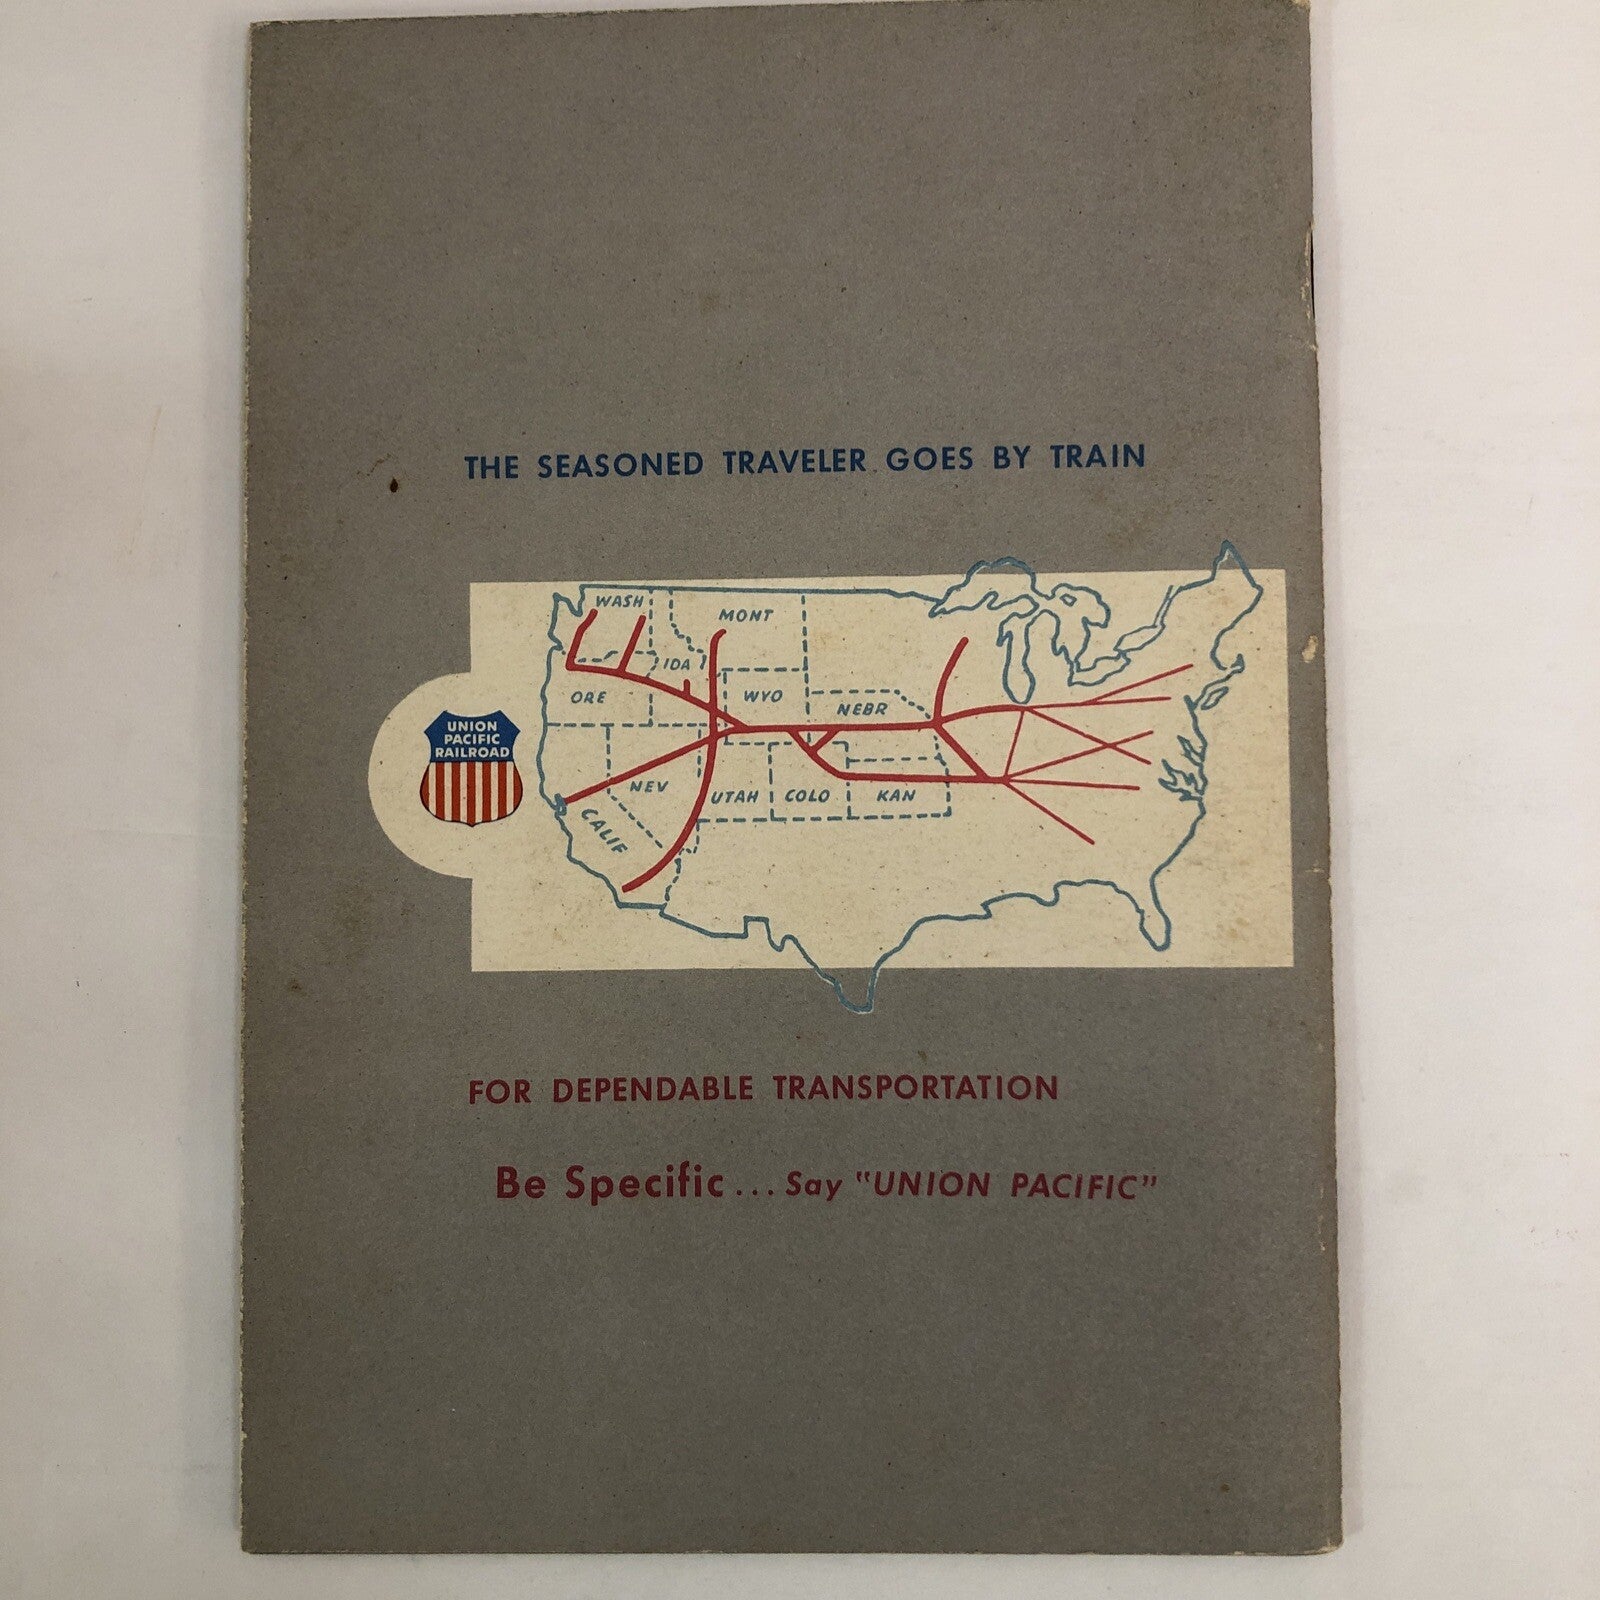 THE SEASONED TRAVELER GOES BY TRAIN
WASH
MONT
IDA
ORE
WYO
NEBR
UNION
PACIFIC
RAILROAD
NEV
UTAH
COLO
KAN
CALIF
FOR DEPENDABLE TRANSPORTATION
Be Specific... Say "UNION PACIFIC"